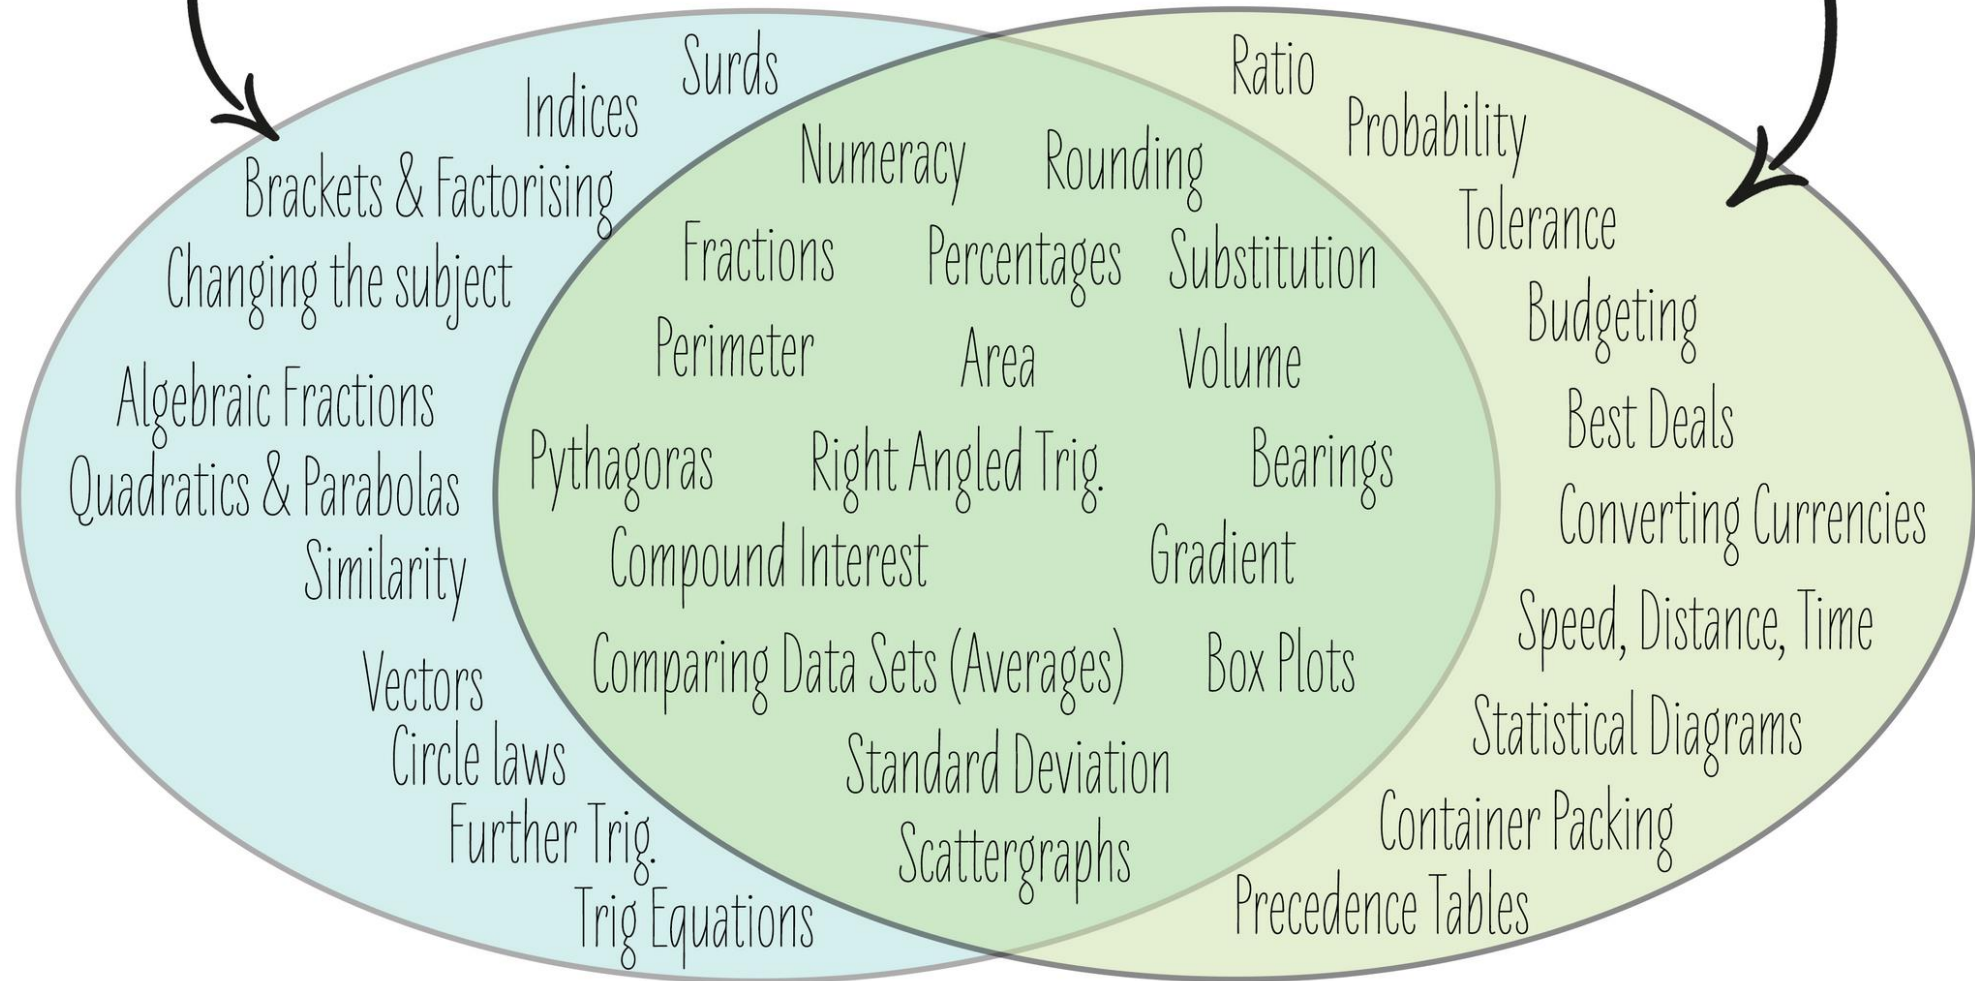 Surds
Indices
Brackets & Factorising
Changing the subject
Algebraic Fractions
Quadratics & Parabolas
Similarity
Vectors
Circle laws
Further Trig.
Trig Equations
Numeracy
Rounding
Fractions
Percentages
Substitution
Perimeter
Area
Volume
Pythagoras
Right Angled Trig.
Bearings
Compound Interest
Gradient
Comparing Data Sets (Averages)
Box Plots
Standard Deviation
Scattergraphs
Ratio
Probability
Tolerance
Budgeting
Best Deals
Converting Currencies
Speed, Distance, Time
Statistical Diagrams
Container Packing
Precedence Tables